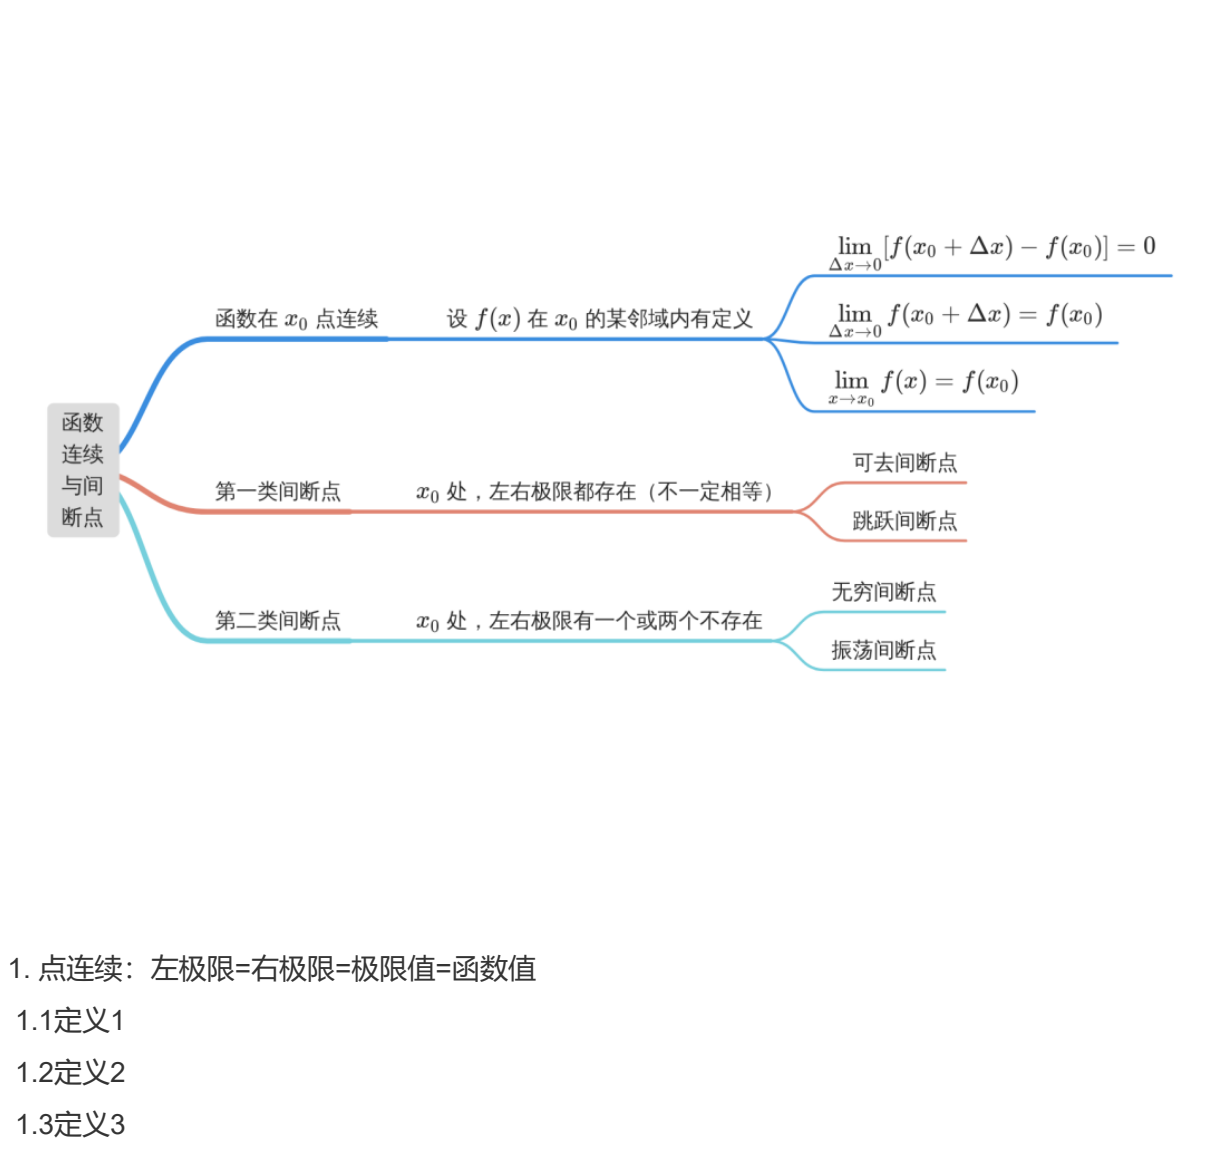 函数
连续
与间
断点
函数在 x₀ 点连续
设 f(x) 在 x₀ 的某邻域内有定义
lim_{Δx→0} [f(x₀ + Δx) − f(x₀)] = 0
lim_{Δx→0} f(x₀ + Δx) = f(x₀)
lim_{x→x₀} f(x) = f(x₀)
第一类间断点
x₀ 处，左右极限都存在（不一定相等）
可去间断点
跳跃间断点
第二类间断点
x₀ 处，左右极限有一个或两个不存在
无穷间断点
振荡间断点
1. 点连续：左极限=右极限=极限值=函数值
1.1定义1
1.2定义2
1.3定义3